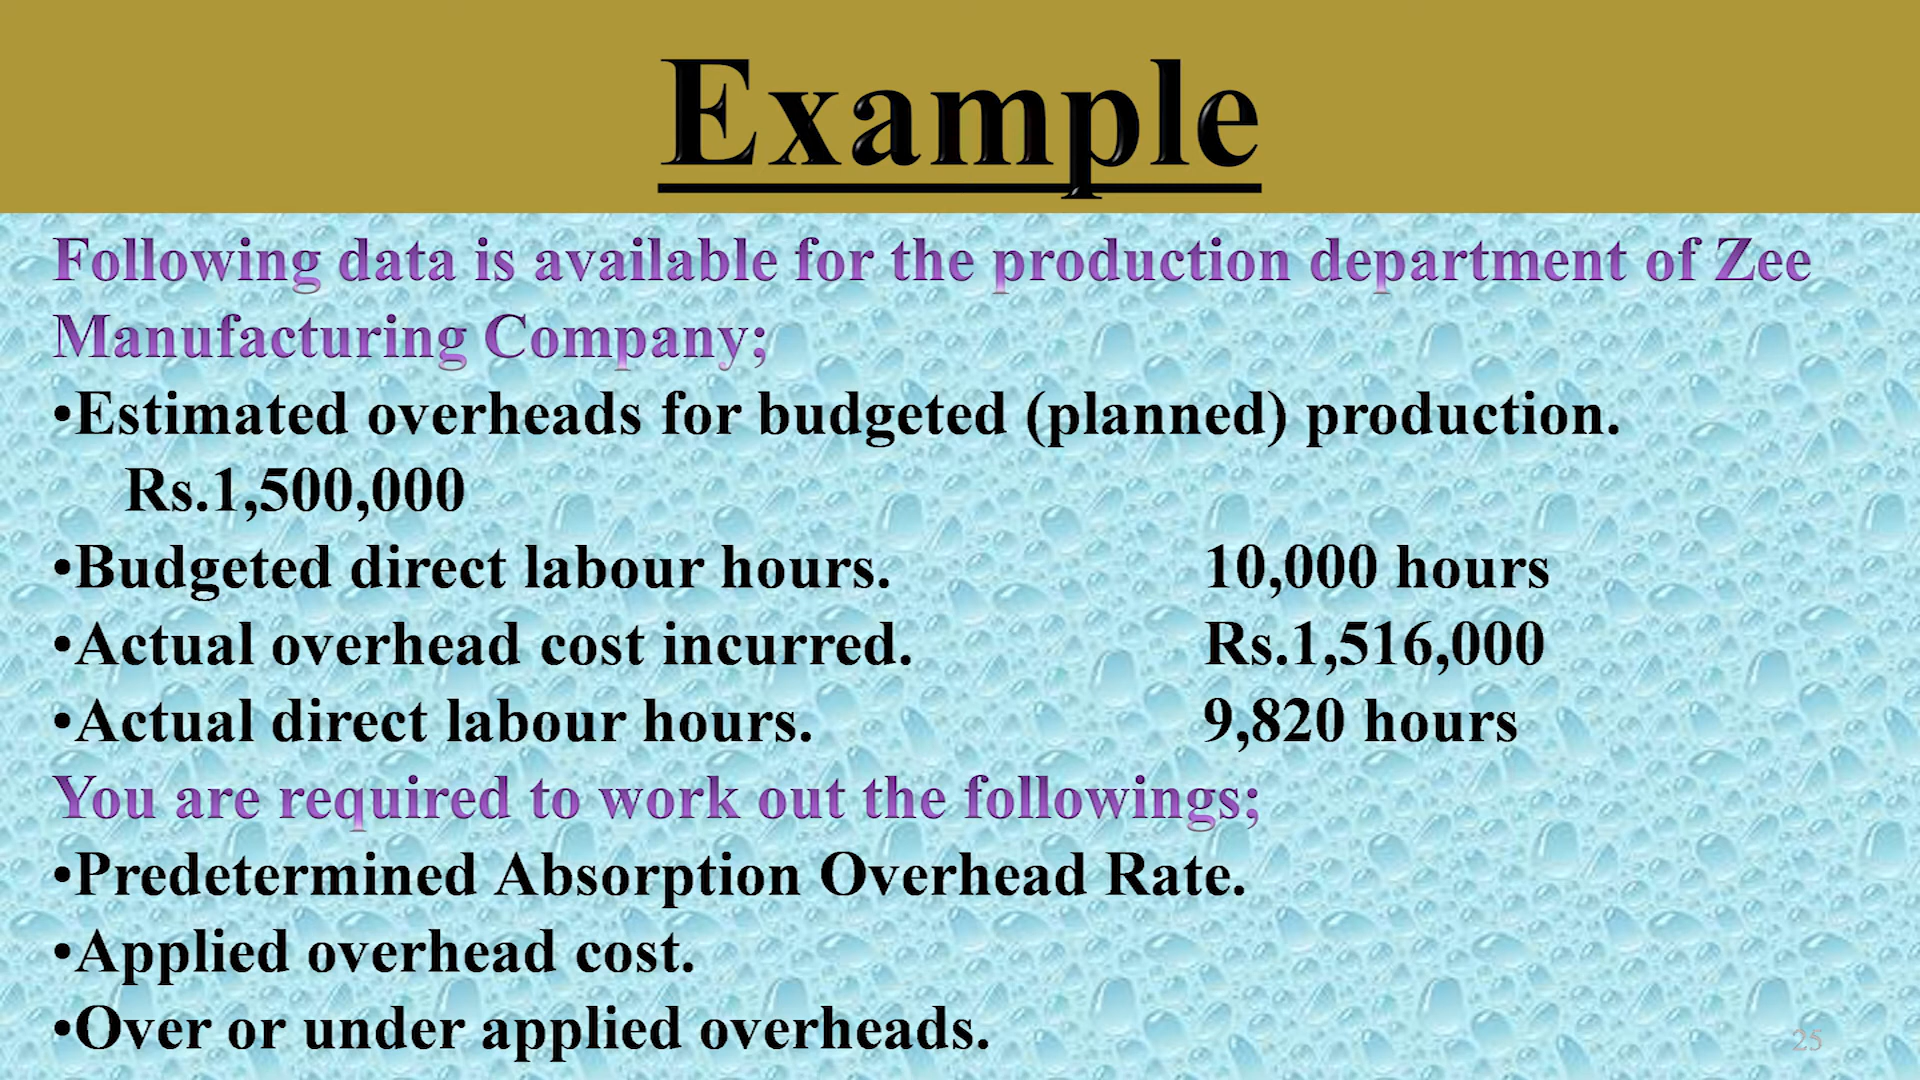 Example
Following data is available for the production department of Zee
Manufacturing Company;
•Estimated overheads for budgeted (planned) production.
Rs.1,500,000
•Budgeted direct labour hours. 10,000 hours
•Actual overhead cost incurred. Rs.1,516,000
•Actual direct labour hours. 9,820 hours
You are required to work out the followings;
•Predetermined Absorption Overhead Rate.
•Applied overhead cost.
•Over or under applied overheads.
25